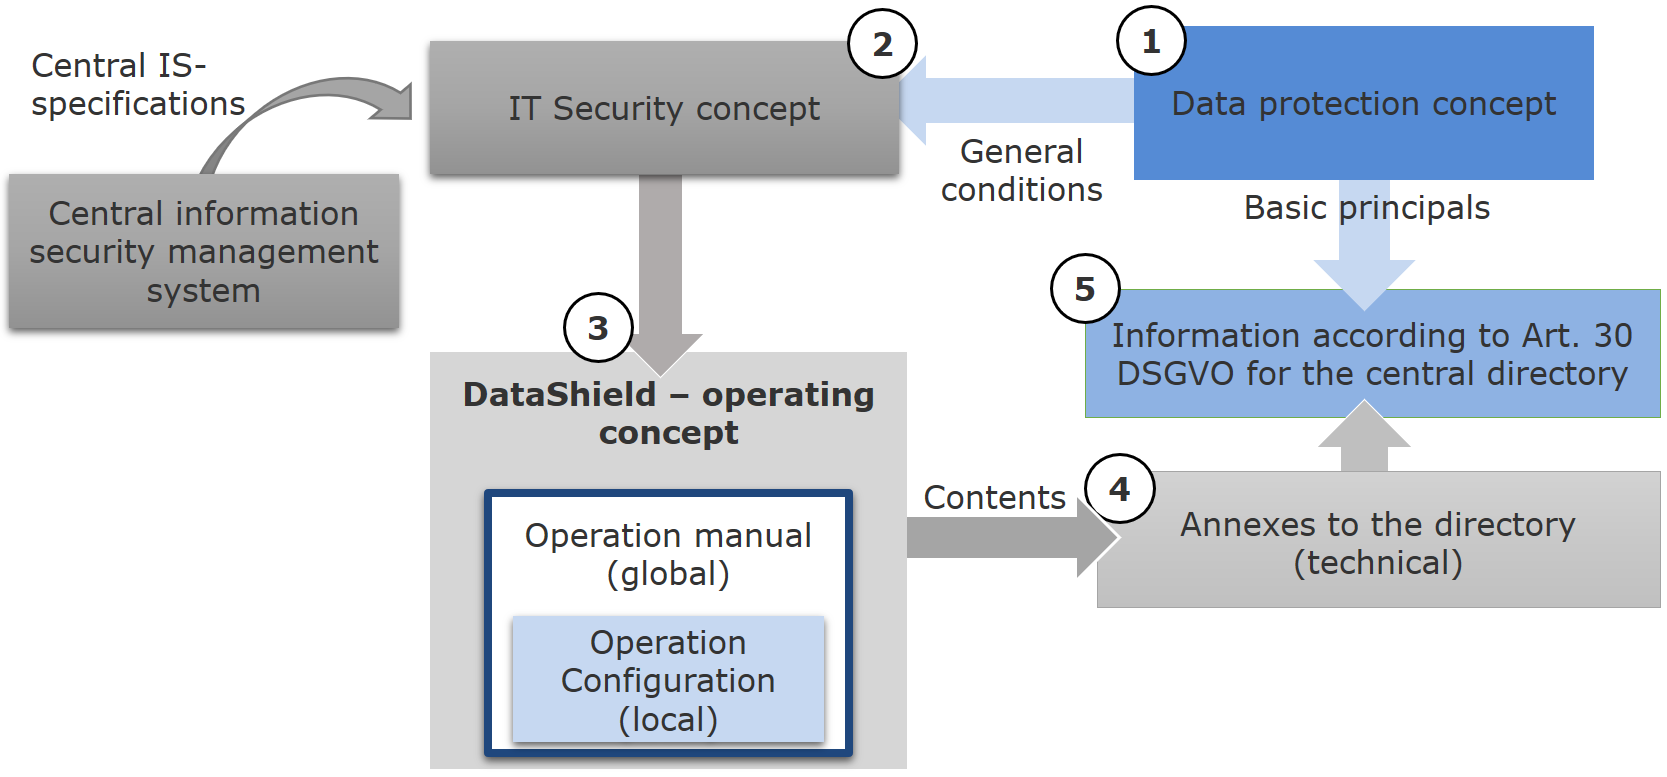 Central IS-
specifications
2
IT Security concept
1
Data protection concept
General
conditions
Central information
security management
system
Basic principals
5
Information according to Art. 30
DSGVO for the central directory
3
DataShield – operating
concept
Operation manual
(global)
Operation
Configuration
(local)
Contents
4
Annexes to the directory
(technical)